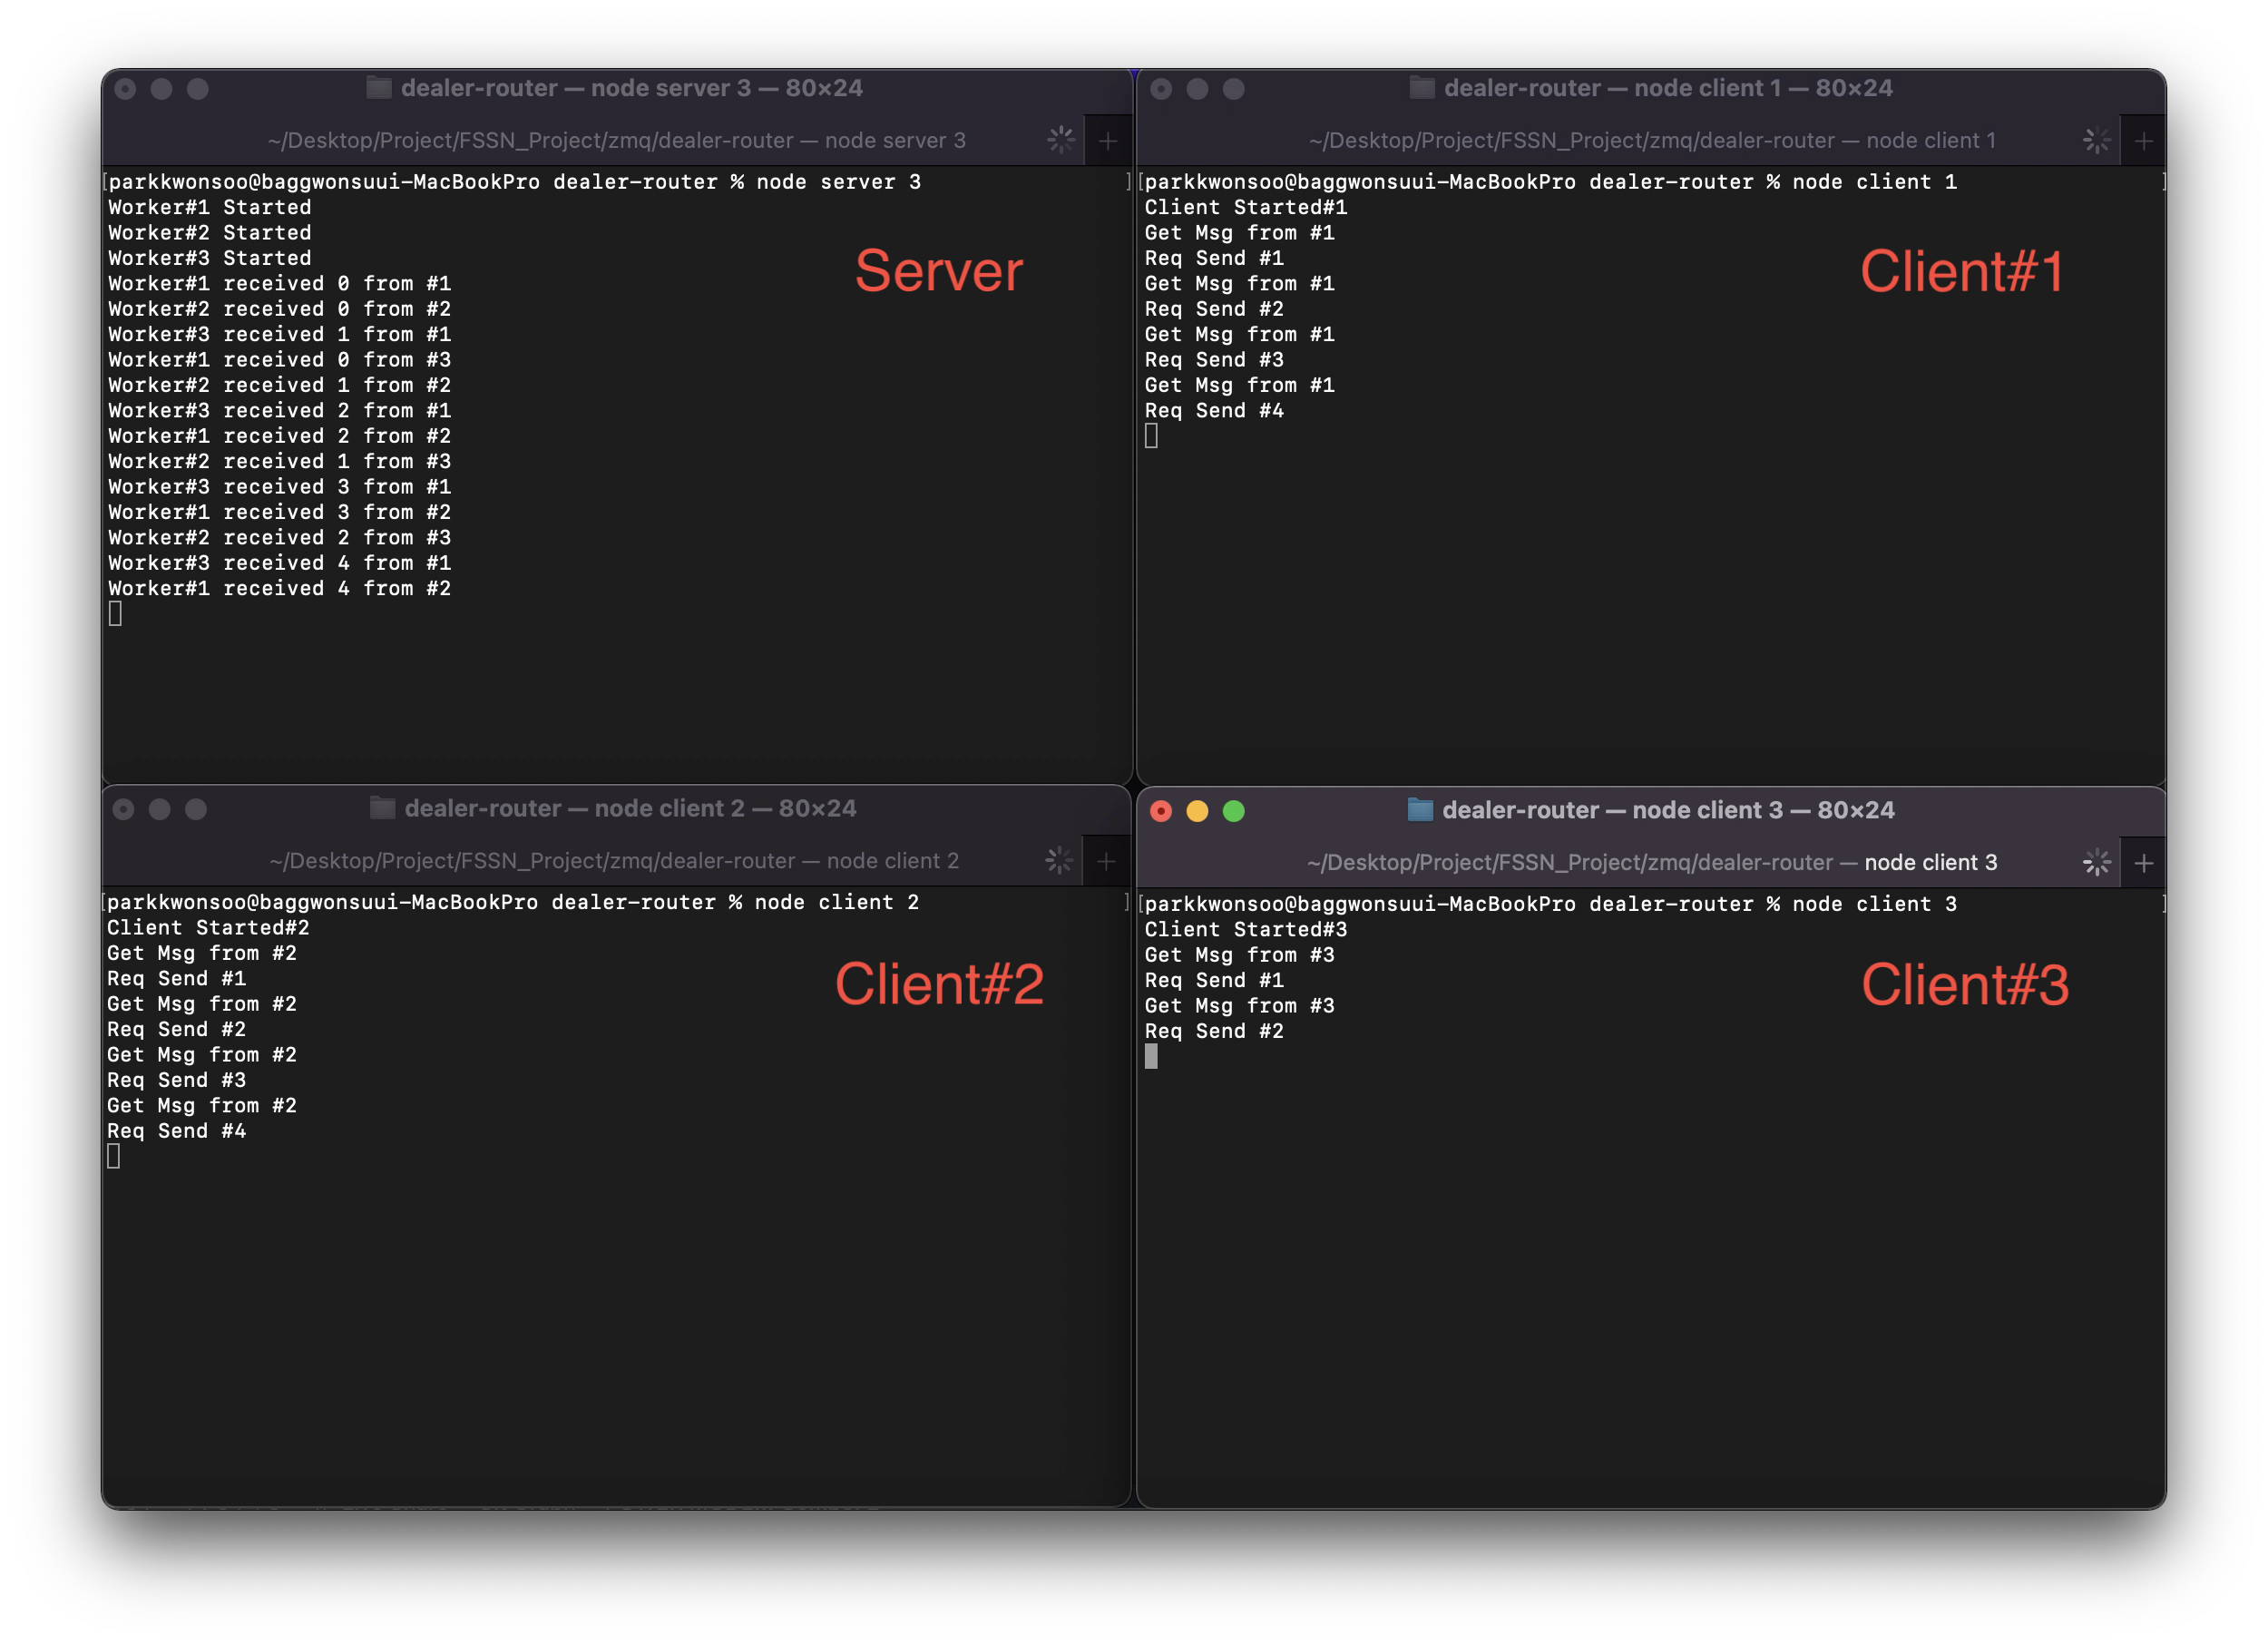 dealer-router — node server 3 — 80×24
~/Desktop/Project/FSSN_Project/zmq/dealer-router — node server 3
[parkkwonsoo@baggwonsuui-MacBookPro dealer-router % node server 3 ]
Worker#1 Started
Worker#2 Started
Worker#3 Started
Worker#1 received 0 from #1
Worker#2 received 0 from #2
Worker#3 received 1 from #1
Worker#1 received 0 from #3
Worker#2 received 1 from #2
Worker#3 received 2 from #1
Worker#1 received 2 from #2
Worker#2 received 1 from #3
Worker#3 received 3 from #1
Worker#1 received 3 from #2
Worker#2 received 2 from #3
Worker#3 received 4 from #1
Worker#1 received 4 from #2
Server
dealer-router — node client 1 — 80×24
~/Desktop/Project/FSSN_Project/zmq/dealer-router — node client 1
[parkkwonsoo@baggwonsuui-MacBookPro dealer-router % node client 1 ]
Client Started#1
Get Msg from #1
Req Send #1
Get Msg from #1
Req Send #2
Get Msg from #1
Req Send #3
Get Msg from #1
Req Send #4
Client#1
dealer-router — node client 2 — 80×24
~/Desktop/Project/FSSN_Project/zmq/dealer-router — node client 2
[parkkwonsoo@baggwonsuui-MacBookPro dealer-router % node client 2 ]
Client Started#2
Get Msg from #2
Req Send #1
Get Msg from #2
Req Send #2
Get Msg from #2
Req Send #3
Get Msg from #2
Req Send #4
Client#2
dealer-router — node client 3 — 80×24
~/Desktop/Project/FSSN_Project/zmq/dealer-router — node client 3
[parkkwonsoo@baggwonsuui-MacBookPro dealer-router % node client 3 ]
Client Started#3
Get Msg from #3
Req Send #1
Get Msg from #3
Req Send #2
Client#3